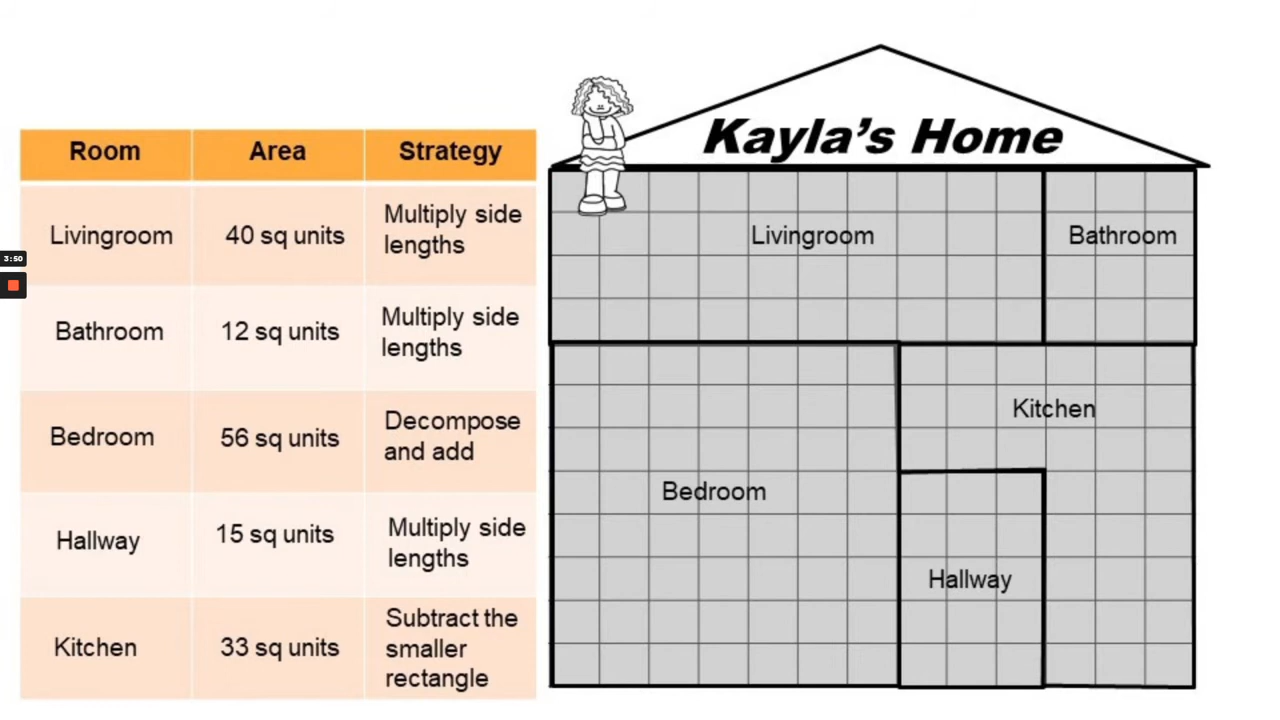 Kayla's Home
Room Area Strategy
Livingroom 40 sq units Multiply side
lengths
Bathroom 12 sq units Multiply side
lengths
Bedroom 56 sq units Decompose
and add
Hallway 15 sq units Multiply side
lengths
Kitchen 33 sq units Subtract the
smaller
rectangle
3:50
Livingroom
Bathroom
Kitchen
Bedroom
Hallway